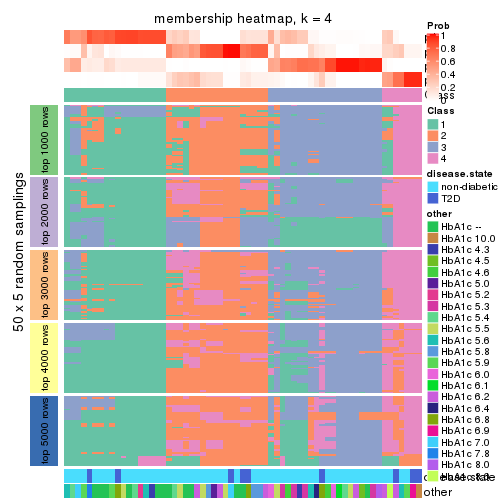 membership heatmap, k = 4
50 x 5 random samplings
top 1000 rows
top 2000 rows
top 3000 rows
top 4000 rows
top 5000 rows
Prob
1
0.8
0.6
0.4
0.2
0
Class
1
2
3
4
disease.state
non-diabetic
T2D
other
HbA1c --
HbA1c 10.0
HbA1c 4.3
HbA1c 4.5
HbA1c 4.6
HbA1c 5.0
HbA1c 5.2
HbA1c 5.3
HbA1c 5.4
HbA1c 5.5
HbA1c 5.6
HbA1c 5.8
HbA1c 5.9
HbA1c 6.0
HbA1c 6.1
HbA1c 6.2
HbA1c 6.4
HbA1c 6.8
HbA1c 6.9
HbA1c 7.0
HbA1c 7.8
HbA1c 8.0
disease.state
other